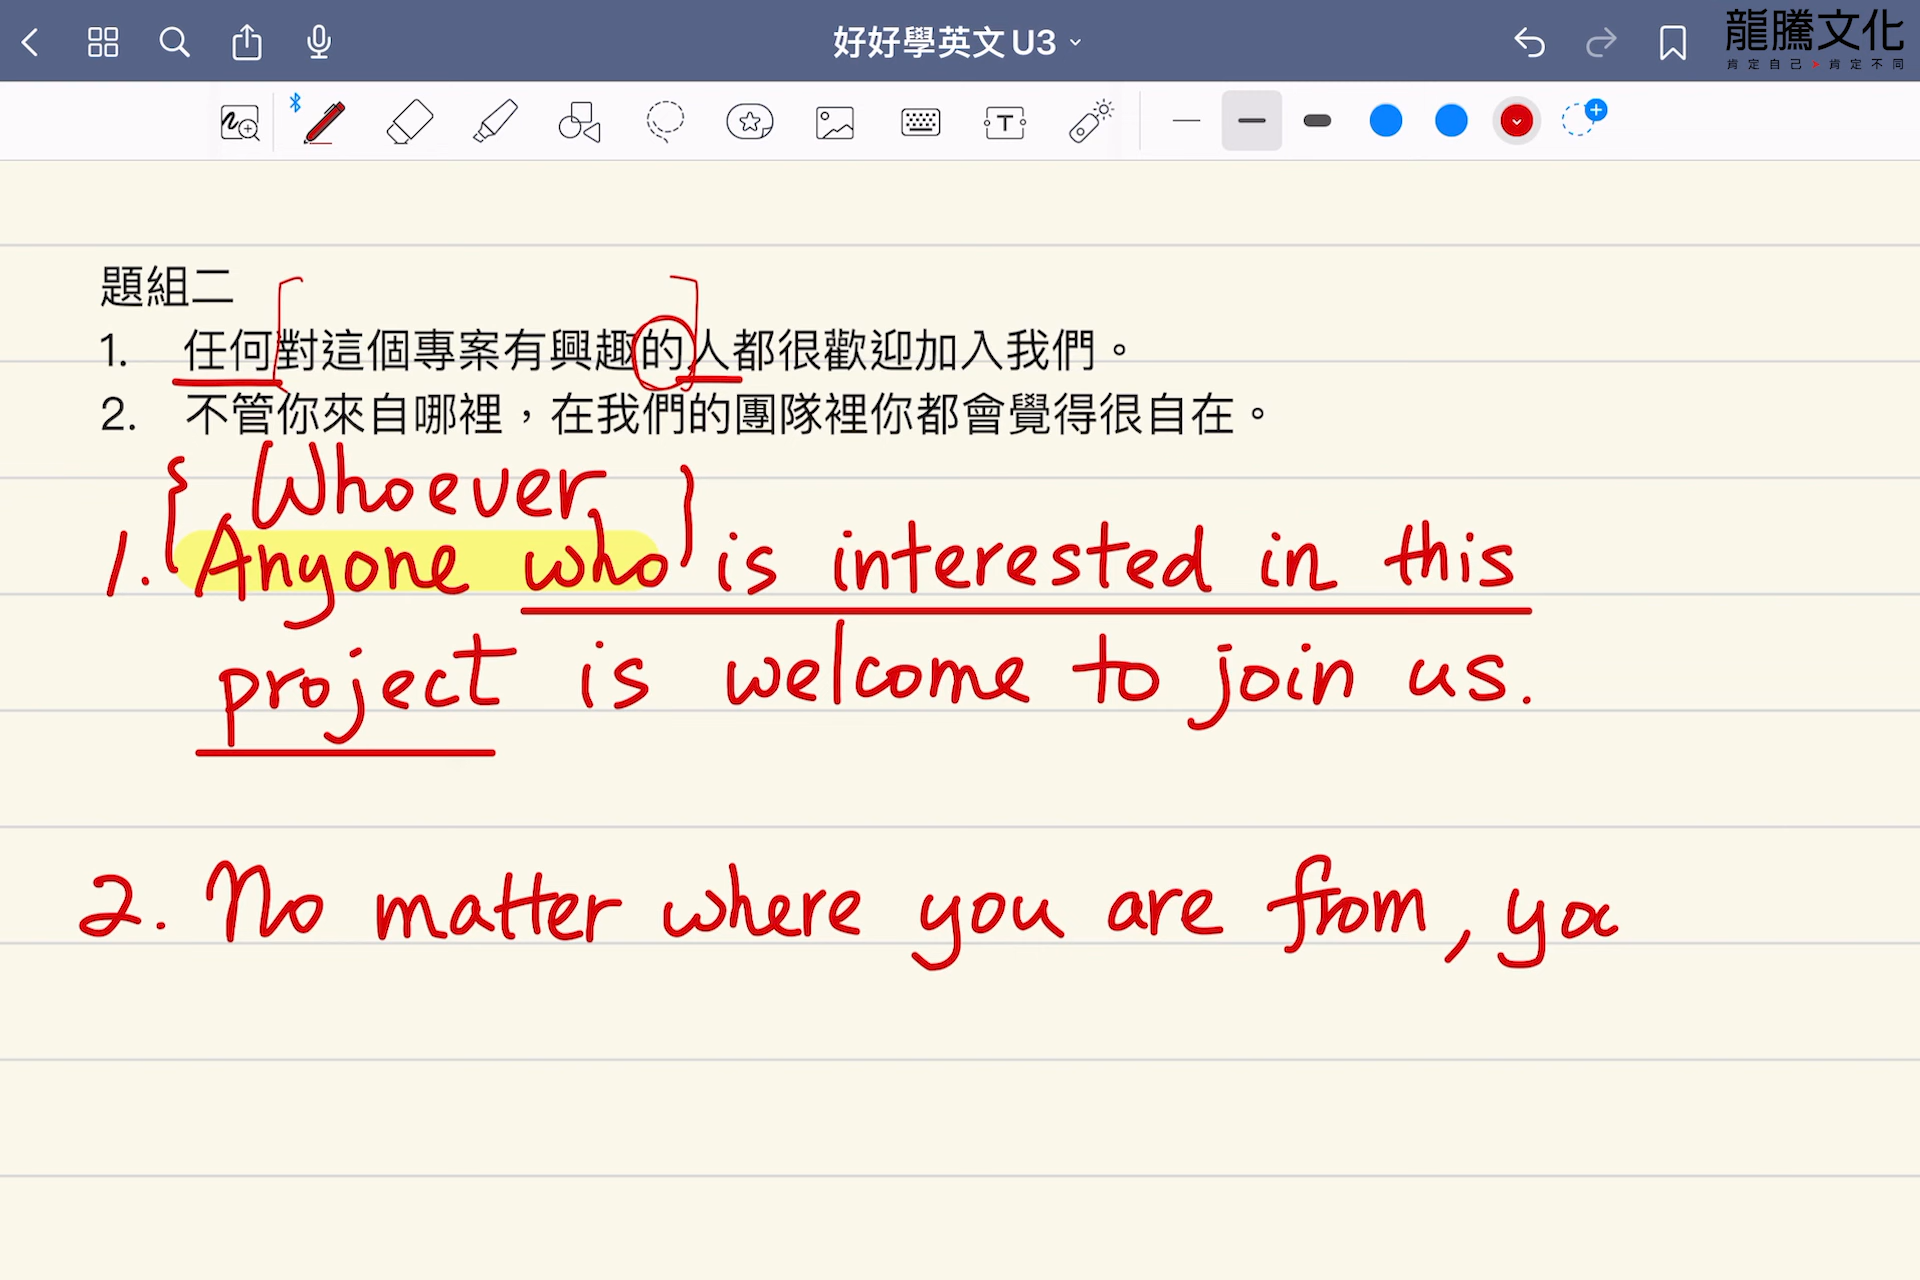 好好學英文 U3
龍騰文化
肯定自己 肯定不同
T
題組二
1. 任何對這個專案有興趣的人都很歡迎加入我們。
2. 不管你來自哪裡，在我們的團隊裡你都會覺得很自在。
Whoever
1. Anyone who is interested in this
project is welcome to join us.
2. No matter where you are from, yo